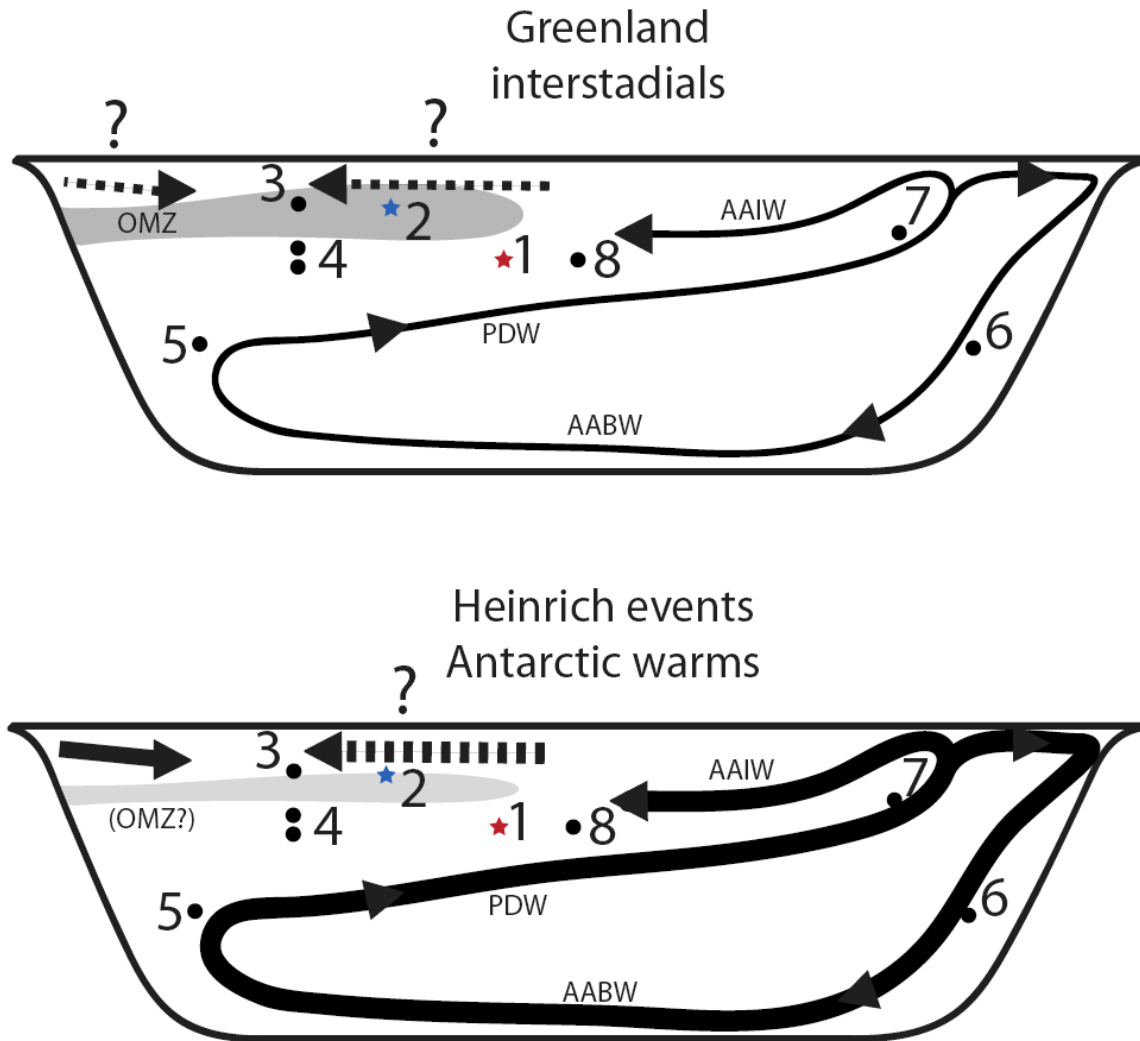 Greenland
interstadials
?
?
3
OMZ
2
AAIW
7
4
1
8
5
PDW
6
AABW
Heinrich events
Antarctic warms
?
3
2
AAIW
7
(OMZ?)
4
1
8
5
PDW
6
AABW